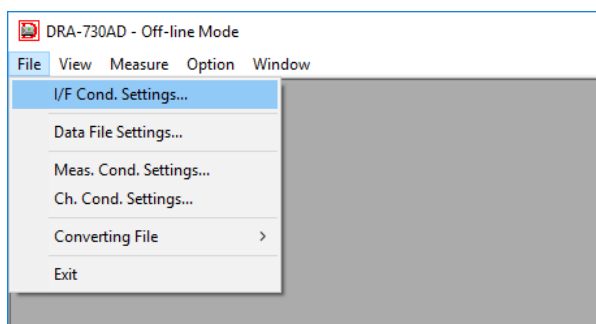 DRA-730AD - Off-line Mode
File View Measure Option Window
I/F Cond. Settings...
Data File Settings...
Meas. Cond. Settings...
Ch. Cond. Settings...
Converting File >
Exit